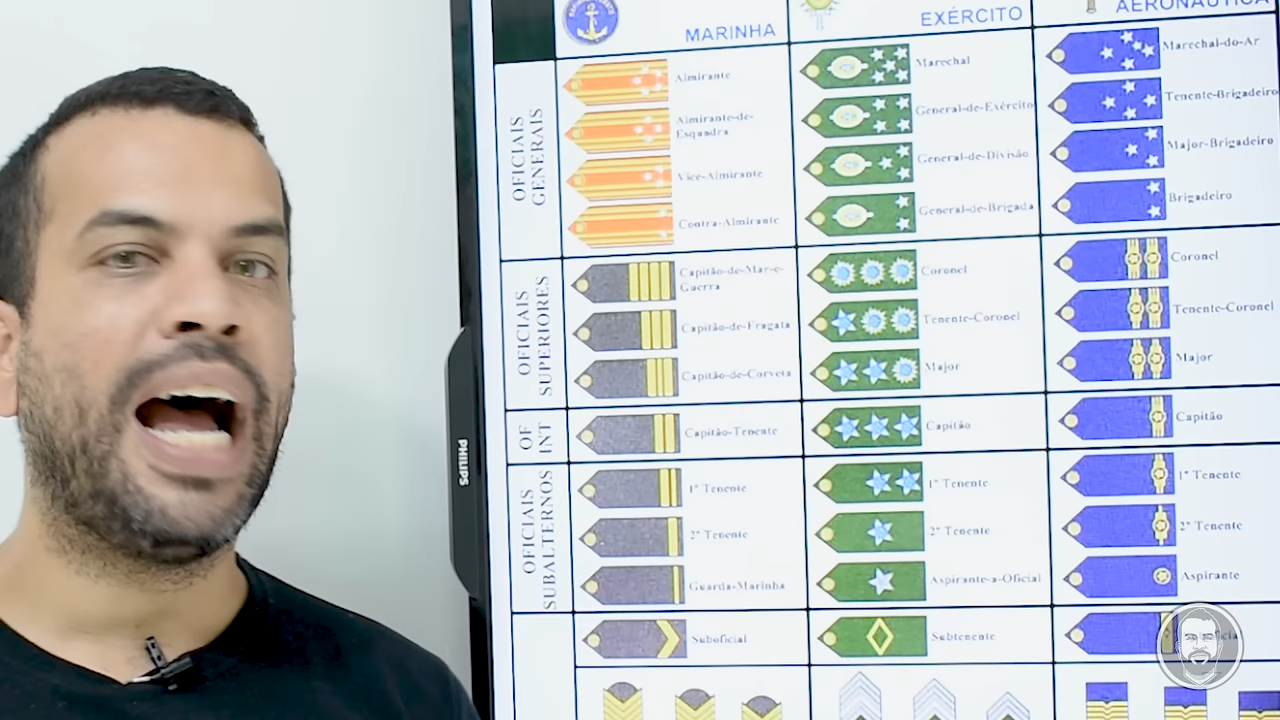 MARINHA
EXÉRCITO
AERONÁUTICA
OFICIAIS
GENERAIS
Almirante
Almirante-de-
Esquadra
Vice-Almirante
Contra-Almirante
Marechal
General-de-Exército
General-de-Divisão
General-de-Brigada
Marechal-do-Ar
Tenente-Brigadeiro
Major-Brigadeiro
Brigadeiro
OFICIAIS
SUPERIORES
Capitão-de-Mar-e-
Guerra
Capitão-de-Fragata
Capitão-de-Corveta
Coronel
Tenente-Coronel
Major
Coronel
Tenente-Coronel
Major
OF
INT
Capitão-Tenente
Capitão
Capitão
OFICIAIS
SUBALTERNOS
1º Tenente
2º Tenente
Guarda-Marinha
1º Tenente
2º Tenente
Aspirante-a-Oficial
1º Tenente
2º Tenente
Aspirante
Suboficial
Subtenente
PHILIPS